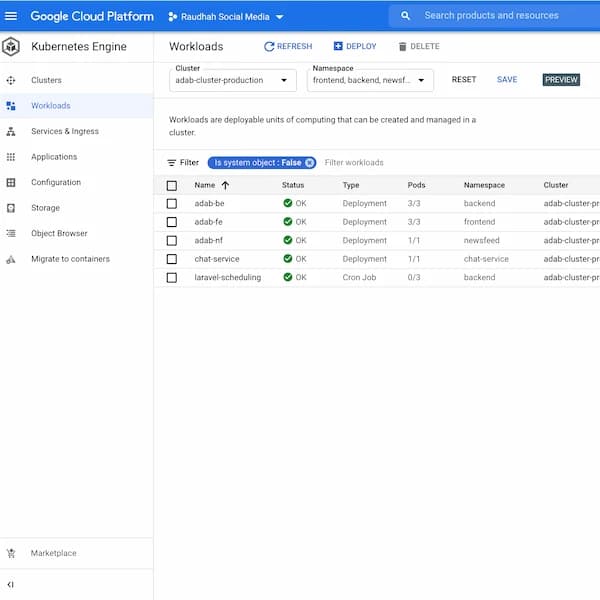 Google Cloud Platform Raudhah Social Media Search products and resources
Kubernetes Engine
Workloads REFRESH DEPLOY DELETE
Clusters
Workloads
Services & Ingress
Applications
Configuration
Storage
Object Browser
Migrate to containers
Marketplace
Cluster
adab-cluster-production
Namespace
frontend, backend, newsf...
RESET SAVE PREVIEW
Workloads are deployable units of computing that can be created and managed in a
cluster.
Filter Is system object : False Filter workloads
Name Status Type Pods Namespace Cluster
adab-be OK Deployment 3/3 backend adab-cluster-pr
adab-fe OK Deployment 3/3 frontend adab-cluster-pr
adab-nf OK Deployment 1/1 newsfeed adab-cluster-pr
chat-service OK Deployment 1/1 chat-service adab-cluster-pr
laravel-scheduling OK Cron Job 0/3 backend adab-cluster-pr